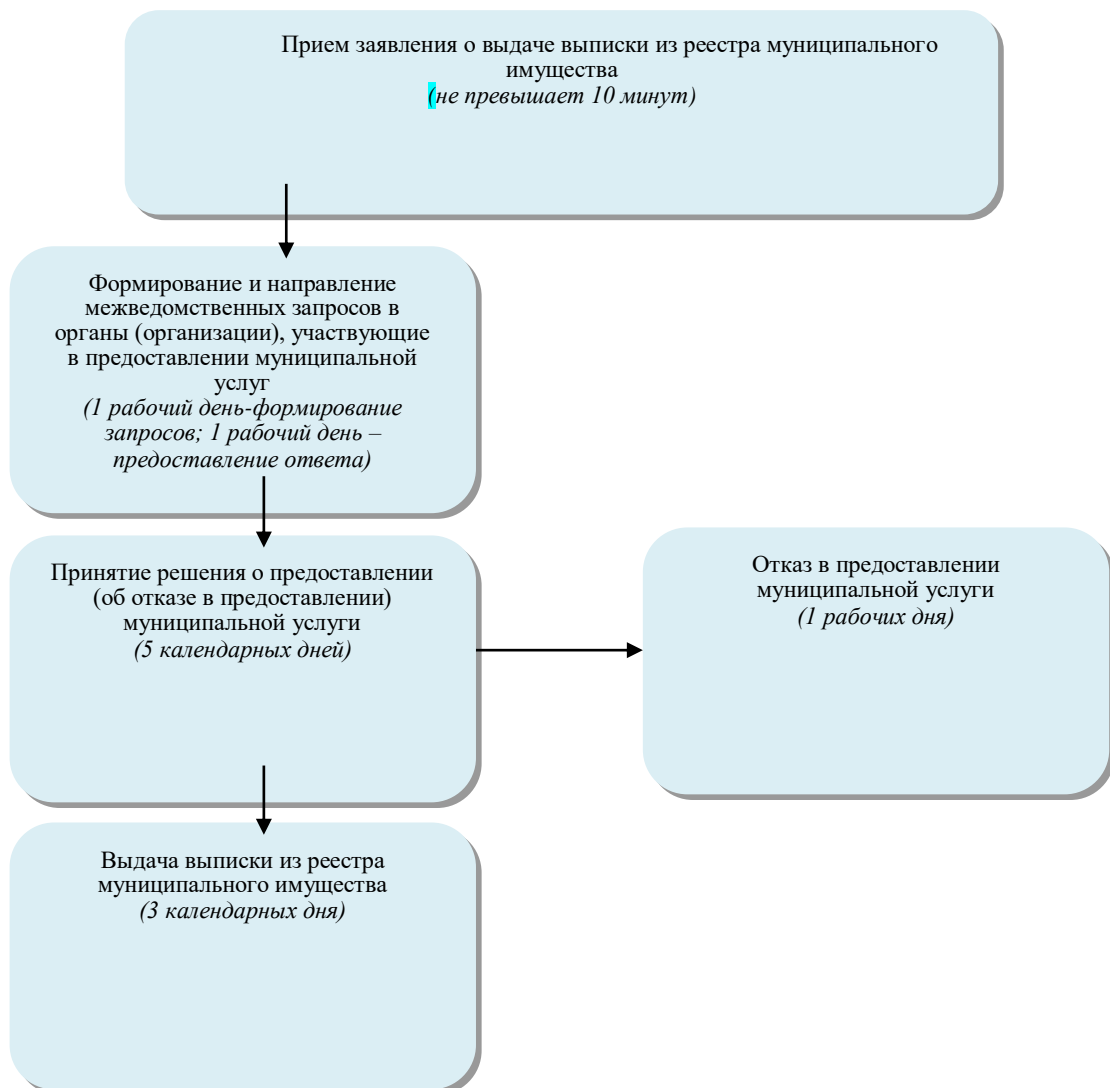 Прием заявления о выдаче выписки из реестра муниципального
имущества
(не превышает 10 минут)
Формирование и направление
межведомственных запросов в
органы (организации), участвующие
в предоставлении муниципальной
услуг
(1 рабочий день-формирование
запросов; 1 рабочий день –
предоставление ответа)
Принятие решения о предоставлении
(об отказе в предоставлении)
муниципальной услуги
(5 календарных дней)
Отказ в предоставлении
муниципальной услуги
(1 рабочих дня)
Выдача выписки из реестра
муниципального имущества
(3 календарных дня)